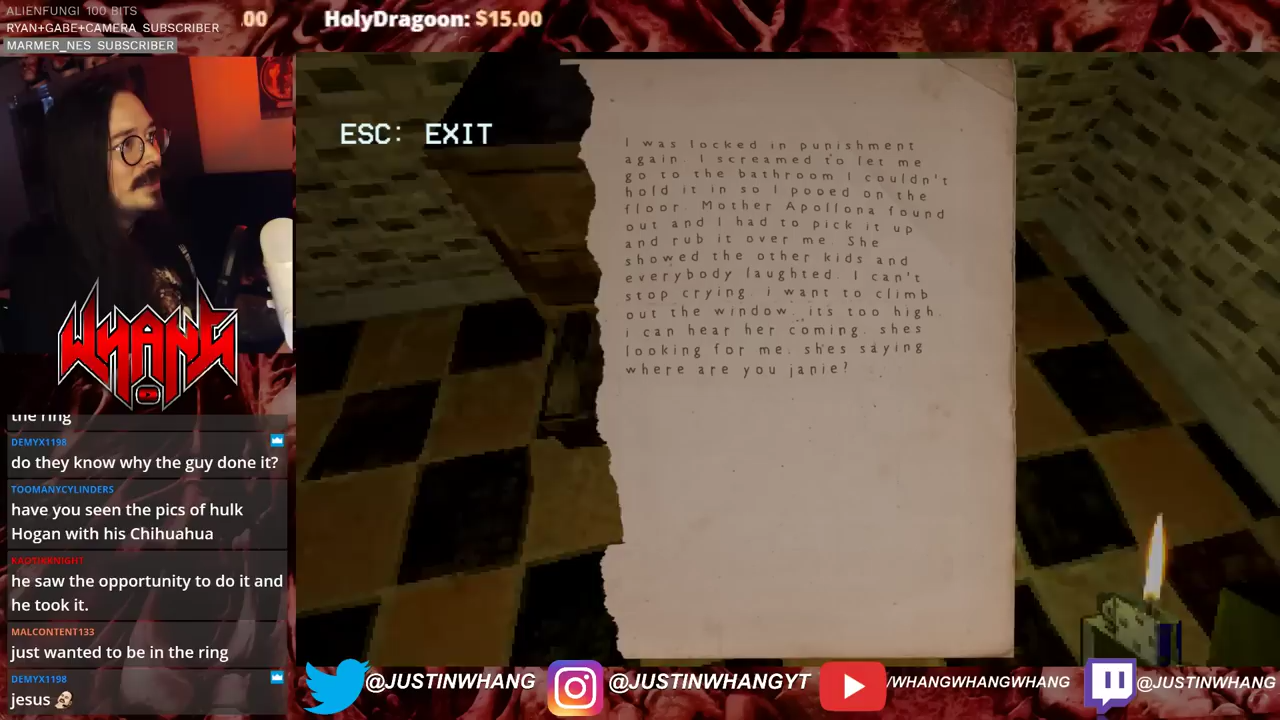 ALIENFUNGI 100 BITS
RYAN+GABE+CAMERA SUBSCRIBER
MARMER_NES SUBSCRIBER
.00
HolyDragoon: $15.00
ESC: EXIT
I was locked in punishment
again. I screamed to let me
go to the bathroom I couldn't
hold it in so I pooed on the
floor. Mother Apollona found
out and I had to pick it up
and rub it over me. She
showed the other kids and
everybody laughted. I can't
stop crying. i want to climb
out the window. its too high.
i can hear her coming. shes
looking for me. shes saying
where are you janie?
WHANG
the ring
DEMYX1198
do they know why the guy done it?
TOOMANYCYLINDERS
have you seen the pics of hulk
Hogan with his Chihuahua
he saw the opportunity to do it and
he took it.
MALCONTENT133
just wanted to be in the ring
DEMYX1198
jesus
@JUSTINWHANG
@JUSTINWHANGYT
/WHANGWHANGWHANG
@JUSTINWHANG